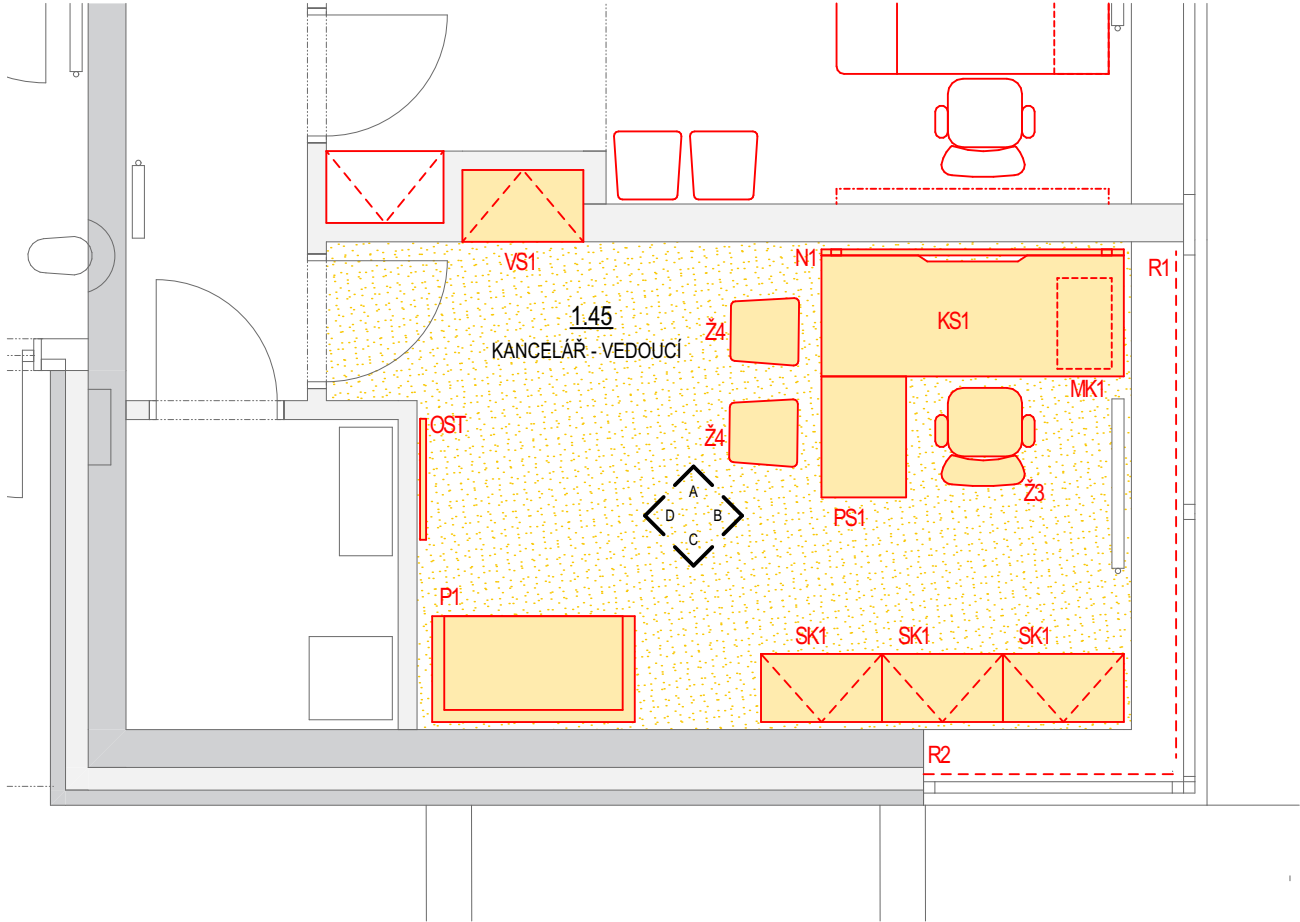 VS1
N1
R1
1.45
KANCELÁŘ - VEDOUCÍ
Ž4
KS1
MK1
OST
Ž4
A
D
B
C
PS1
Ž3
P1
SK1
SK1
SK1
R2